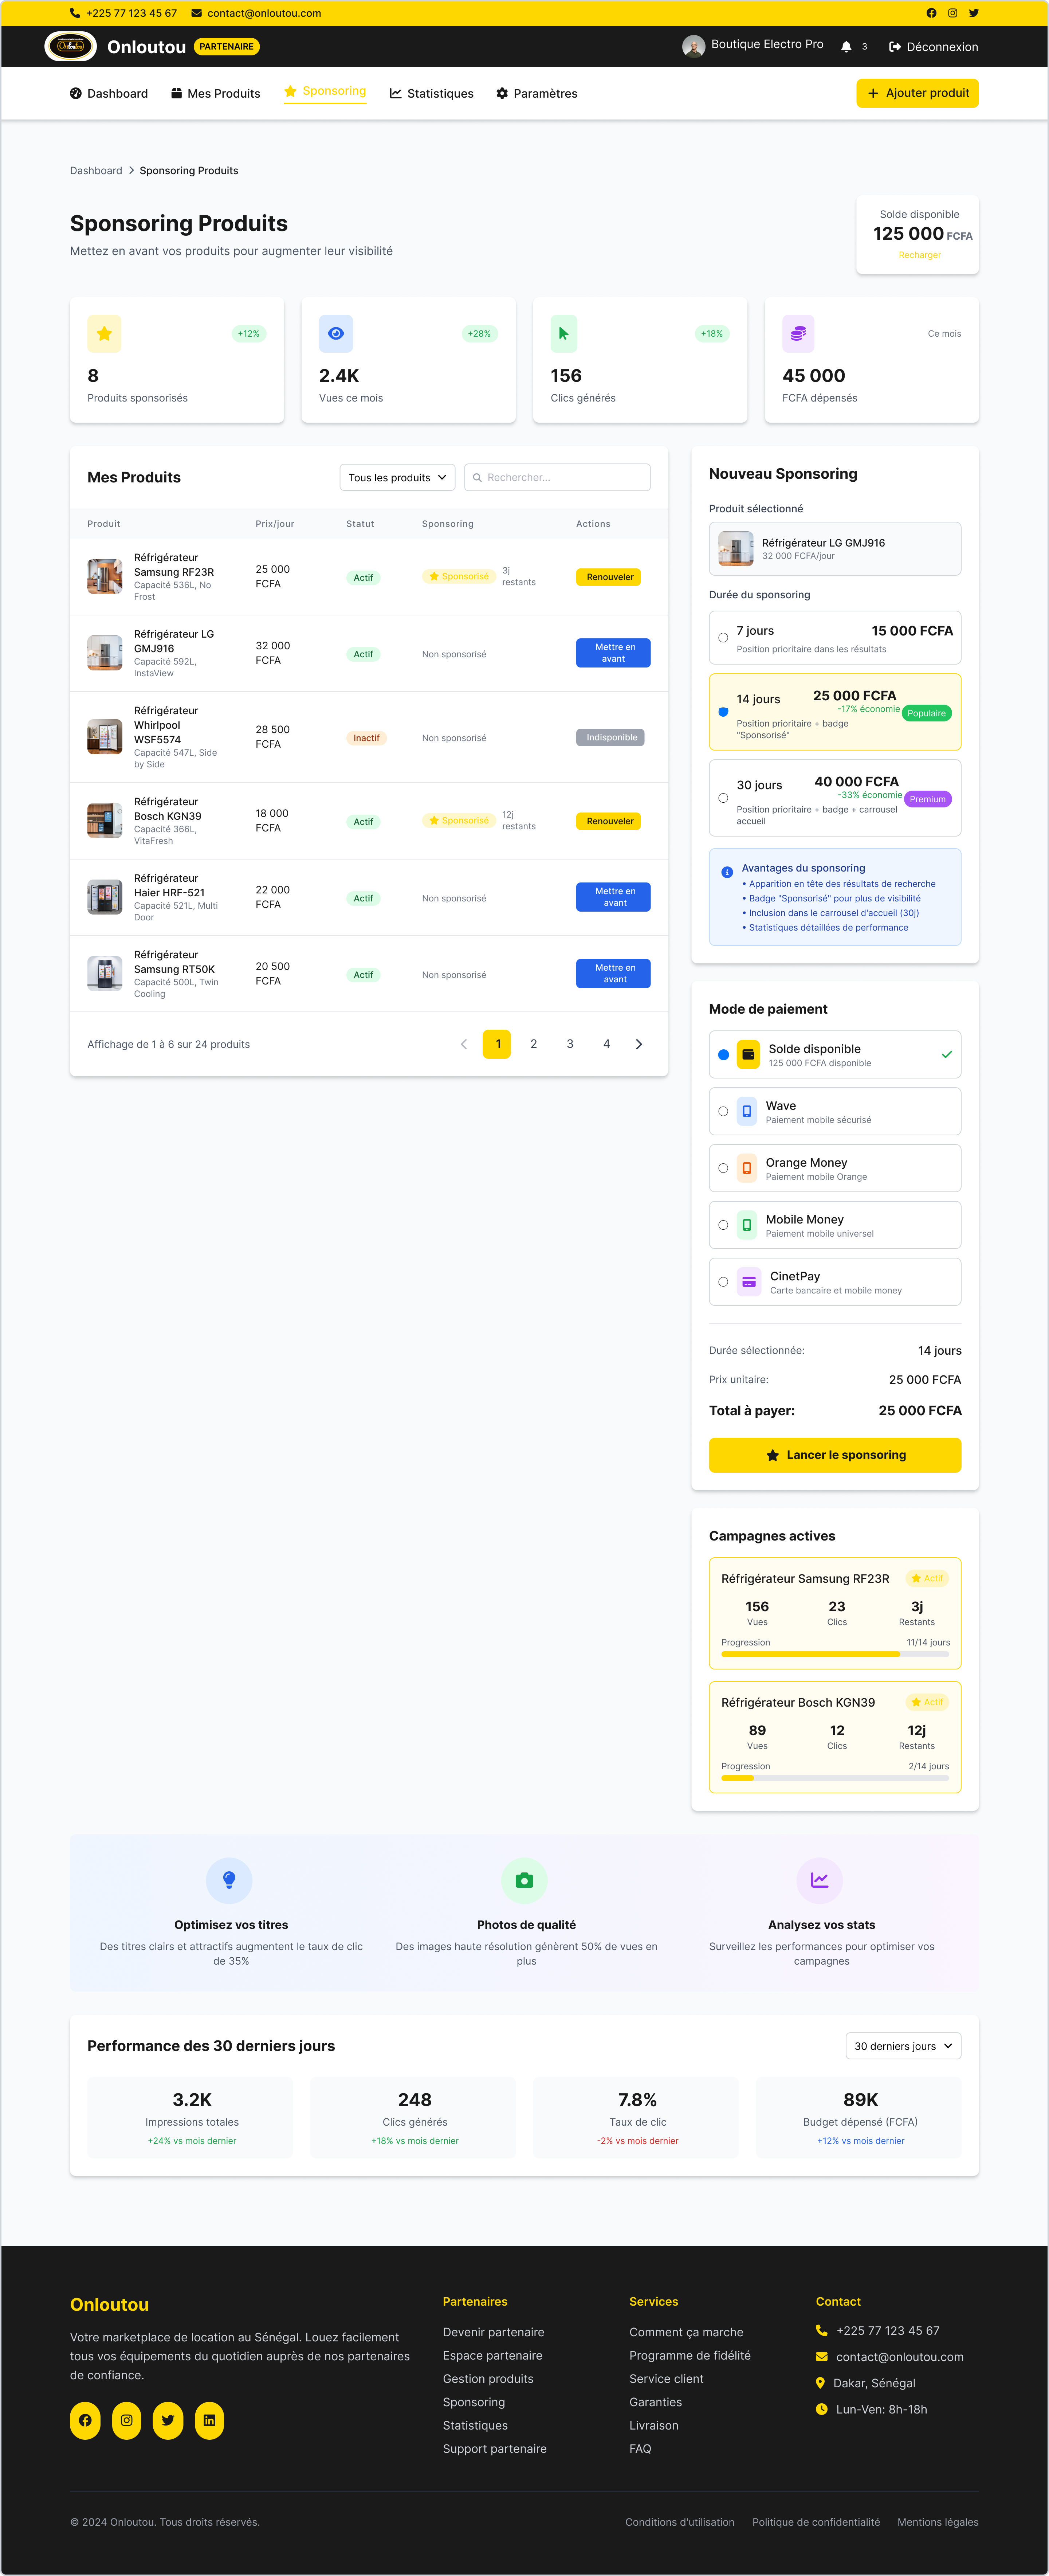 +225 77 123 45 67 contact@onloutou.com
Onloutou
Onloutou PARTENAIRE Boutique Electro Pro 3 Déconnexion
Dashboard Mes Produits Sponsoring Statistiques Paramètres Ajouter produit
Dashboard Sponsoring Produits
Sponsoring Produits
Mettez en avant vos produits pour augmenter leur visibilité
Solde disponible
125 000 FCFA
Recharger
+12%
8
Produits sponsorisés
+28%
2.4K
Vues ce mois
+18%
156
Clics générés
Ce mois
45 000
FCFA dépensés
Mes Produits Tous les produits Rechercher...
Produit Prix/jour Statut Sponsoring Actions
Réfrigérateur
Samsung RF23R
Capacité 536L, No
Frost
25 000
FCFA
Actif
Sponsorisé
3j
restants
Renouveler
Réfrigérateur LG
GMJ916
Capacité 592L,
InstaView
32 000
FCFA
Actif
Non sponsorisé
Mettre en
avant
Réfrigérateur
Whirlpool
WSF5574
Capacité 547L, Side
by Side
28 500
FCFA
Inactif
Non sponsorisé
Indisponible
Réfrigérateur
Bosch KGN39
Capacité 366L,
VitaFresh
18 000
FCFA
Actif
Sponsorisé
12j
restants
Renouveler
Réfrigérateur
Haier HRF-521
Capacité 521L, Multi
Door
22 000
FCFA
Actif
Non sponsorisé
Mettre en
avant
Réfrigérateur
Samsung RT50K
Capacité 500L, Twin
Cooling
20 500
FCFA
Actif
Non sponsorisé
Mettre en
avant
Affichage de 1 à 6 sur 24 produits 1 2 3 4
Nouveau Sponsoring
Produit sélectionné
Réfrigérateur LG GMJ916
32 000 FCFA/jour
Durée du sponsoring
7 jours 15 000 FCFA
Position prioritaire dans les résultats
14 jours 25 000 FCFA
-17% économie Populaire
Position prioritaire + badge
"Sponsorisé"
30 jours 40 000 FCFA
-33% économie Premium
Position prioritaire + badge + carrousel
accueil
Avantages du sponsoring
• Apparition en tête des résultats de recherche
• Badge "Sponsorisé" pour plus de visibilité
• Inclusion dans le carrousel d'accueil (30j)
• Statistiques détaillées de performance
Mode de paiement
Solde disponible
125 000 FCFA disponible
Wave
Paiement mobile sécurisé
Orange Money
Paiement mobile Orange
Mobile Money
Paiement mobile universel
CinetPay
Carte bancaire et mobile money
Durée sélectionnée: 14 jours
Prix unitaire: 25 000 FCFA
Total à payer: 25 000 FCFA
Lancer le sponsoring
Campagnes actives
Réfrigérateur Samsung RF23R Actif
156 23 3j
Vues Clics Restants
Progression 11/14 jours
Réfrigérateur Bosch KGN39 Actif
89 12 12j
Vues Clics Restants
Progression 2/14 jours
Optimisez vos titres
Des titres clairs et attractifs augmentent le taux de clic
de 35%
Photos de qualité
Des images haute résolution génèrent 50% de vues en
plus
Analysez vos stats
Surveillez les performances pour optimiser vos
campagnes
Performance des 30 derniers jours 30 derniers jours
3.2K
Impressions totales
+24% vs mois dernier
248
Clics générés
+18% vs mois dernier
7.8%
Taux de clic
-2% vs mois dernier
89K
Budget dépensé (FCFA)
+12% vs mois dernier
Onloutou
Votre marketplace de location au Sénégal. Louez facilement
tous vos équipements du quotidien auprès de nos partenaires
de confiance.
Partenaires
Devenir partenaire
Espace partenaire
Gestion produits
Sponsoring
Statistiques
Support partenaire
Services
Comment ça marche
Programme de fidélité
Service client
Garanties
Livraison
FAQ
Contact
+225 77 123 45 67
contact@onloutou.com
Dakar, Sénégal
Lun-Ven: 8h-18h
© 2024 Onloutou. Tous droits réservés. Conditions d'utilisation Politique de confidentialité Mentions légales